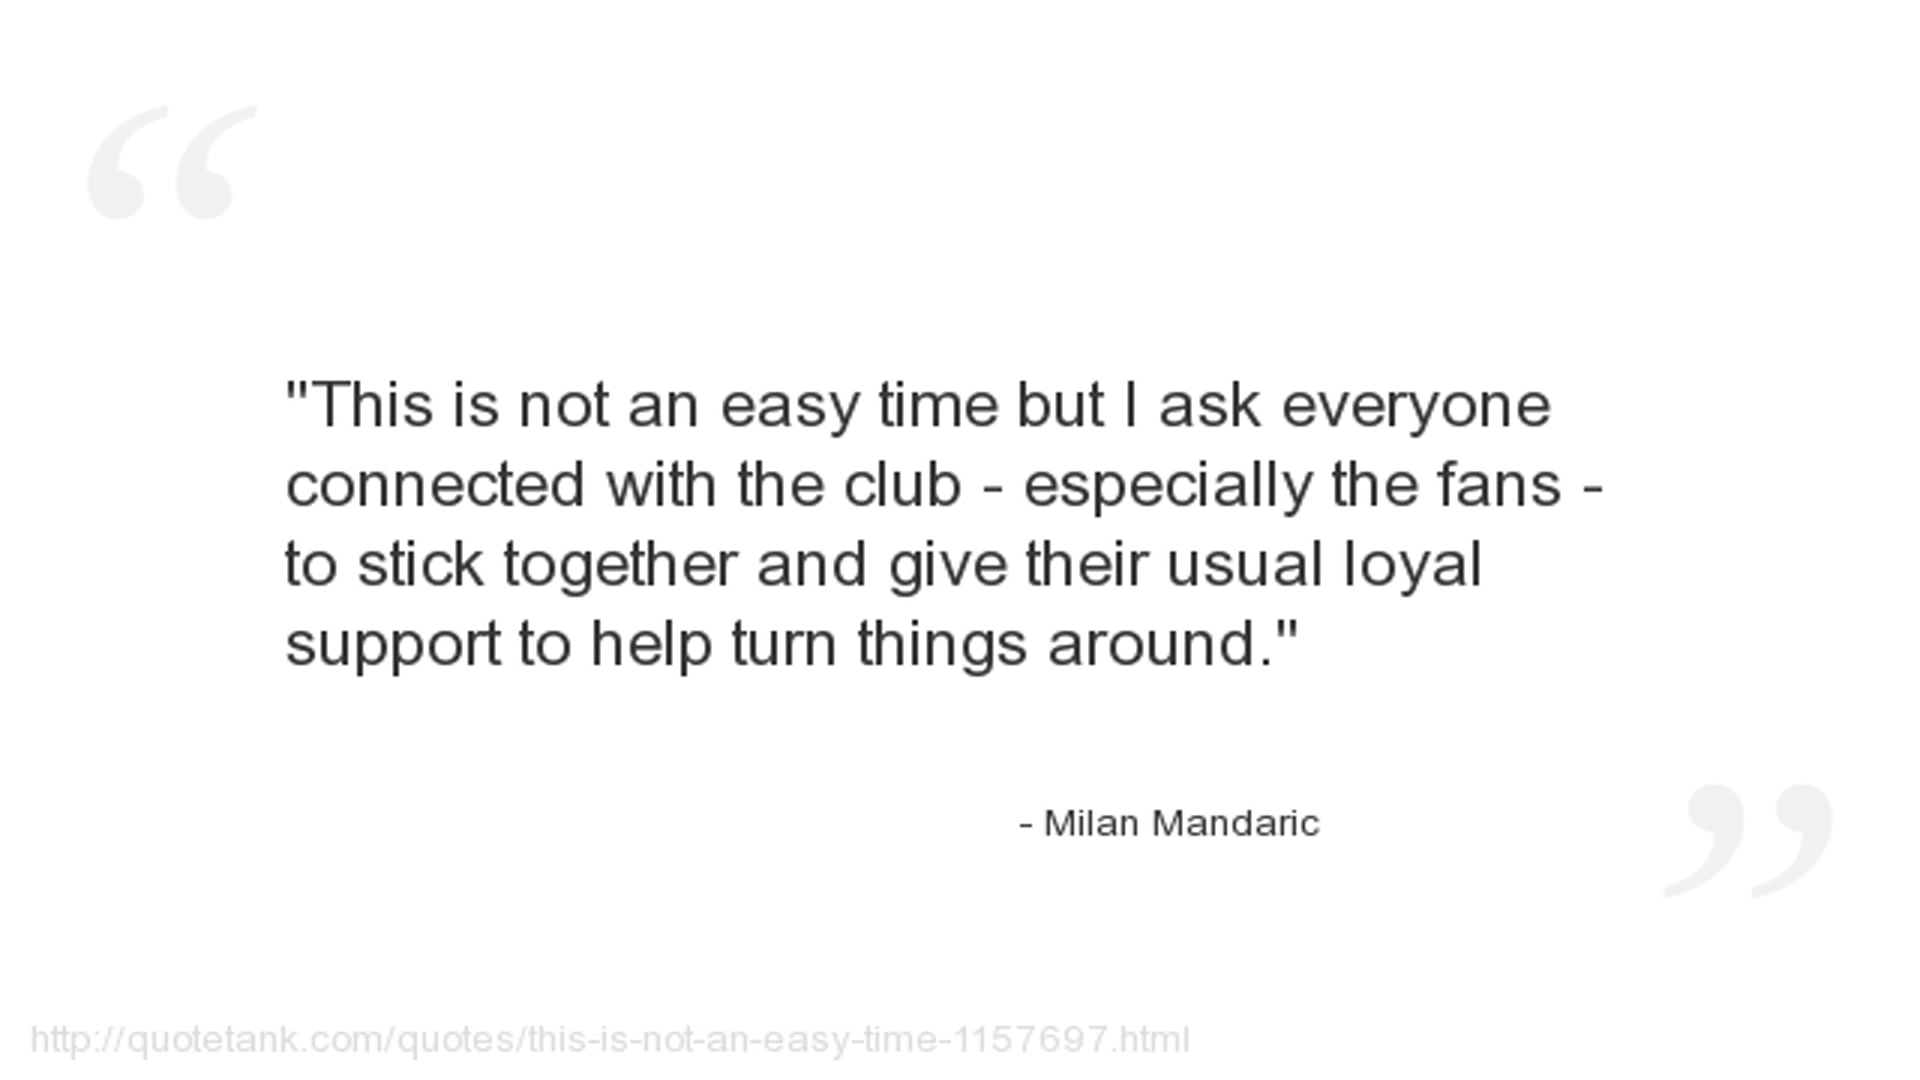 "This is not an easy time but I ask everyone
connected with the club - especially the fans -
to stick together and give their usual loyal
support to help turn things around."
- Milan Mandaric
http://quotetank.com/quotes/this-is-not-an-easy-time-1157697.html